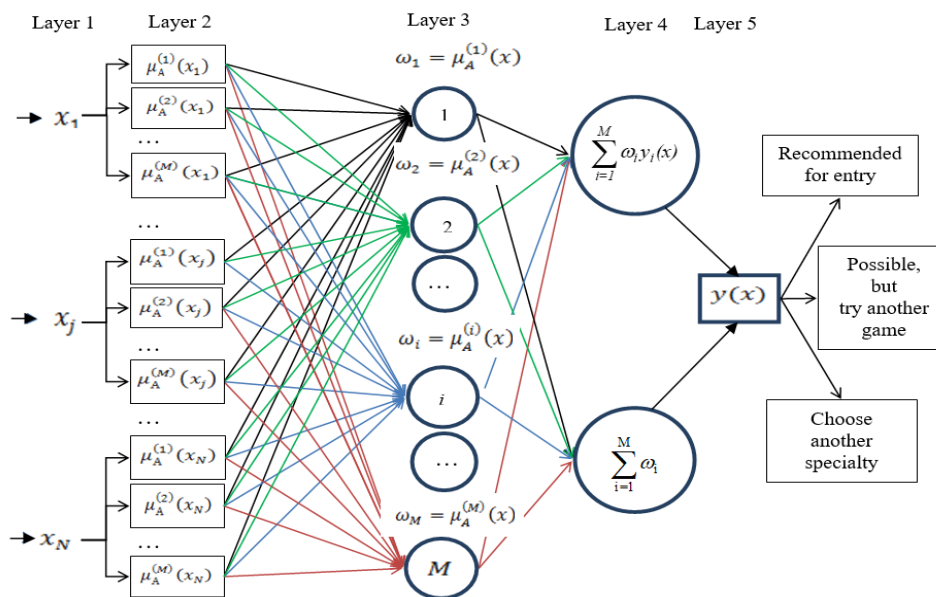 Layer 1
Layer 2
Layer 3
Layer 4
Layer 5
x₁
μ_A^(1)(x₁)
μ_A^(2)(x₁)
...
μ_A^(M)(x₁)
...
x_j
μ_A^(1)(x_j)
μ_A^(2)(x_j)
...
μ_A^(M)(x_j)
...
x_N
μ_A^(1)(x_N)
μ_A^(2)(x_N)
...
μ_A^(M)(x_N)
ω₁ = μ_A^(1)(x)
1
ω₂ = μ_A^(2)(x)
2
...
ω_i = μ_A^(i)(x)
i
...
ω_M = μ_A^(M)(x)
M
∑_{i=1}^{M} ω_i y_i(x)
∑_{i=1}^{M} ω_i
y(x)
Recommended
for entry
Possible,
but
try another
game
Choose
another
specialty